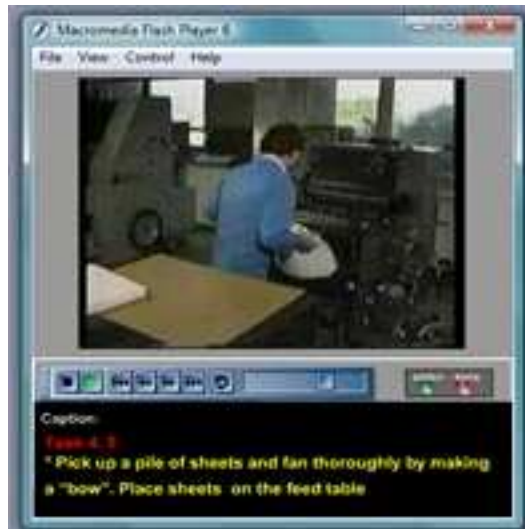 Macromedia Flash Player 6
File View Control Help
Caption:
Task 4, 5
* Pick up a pile of sheets and fan thoroughly by making
a "bow". Place sheets on the feed table